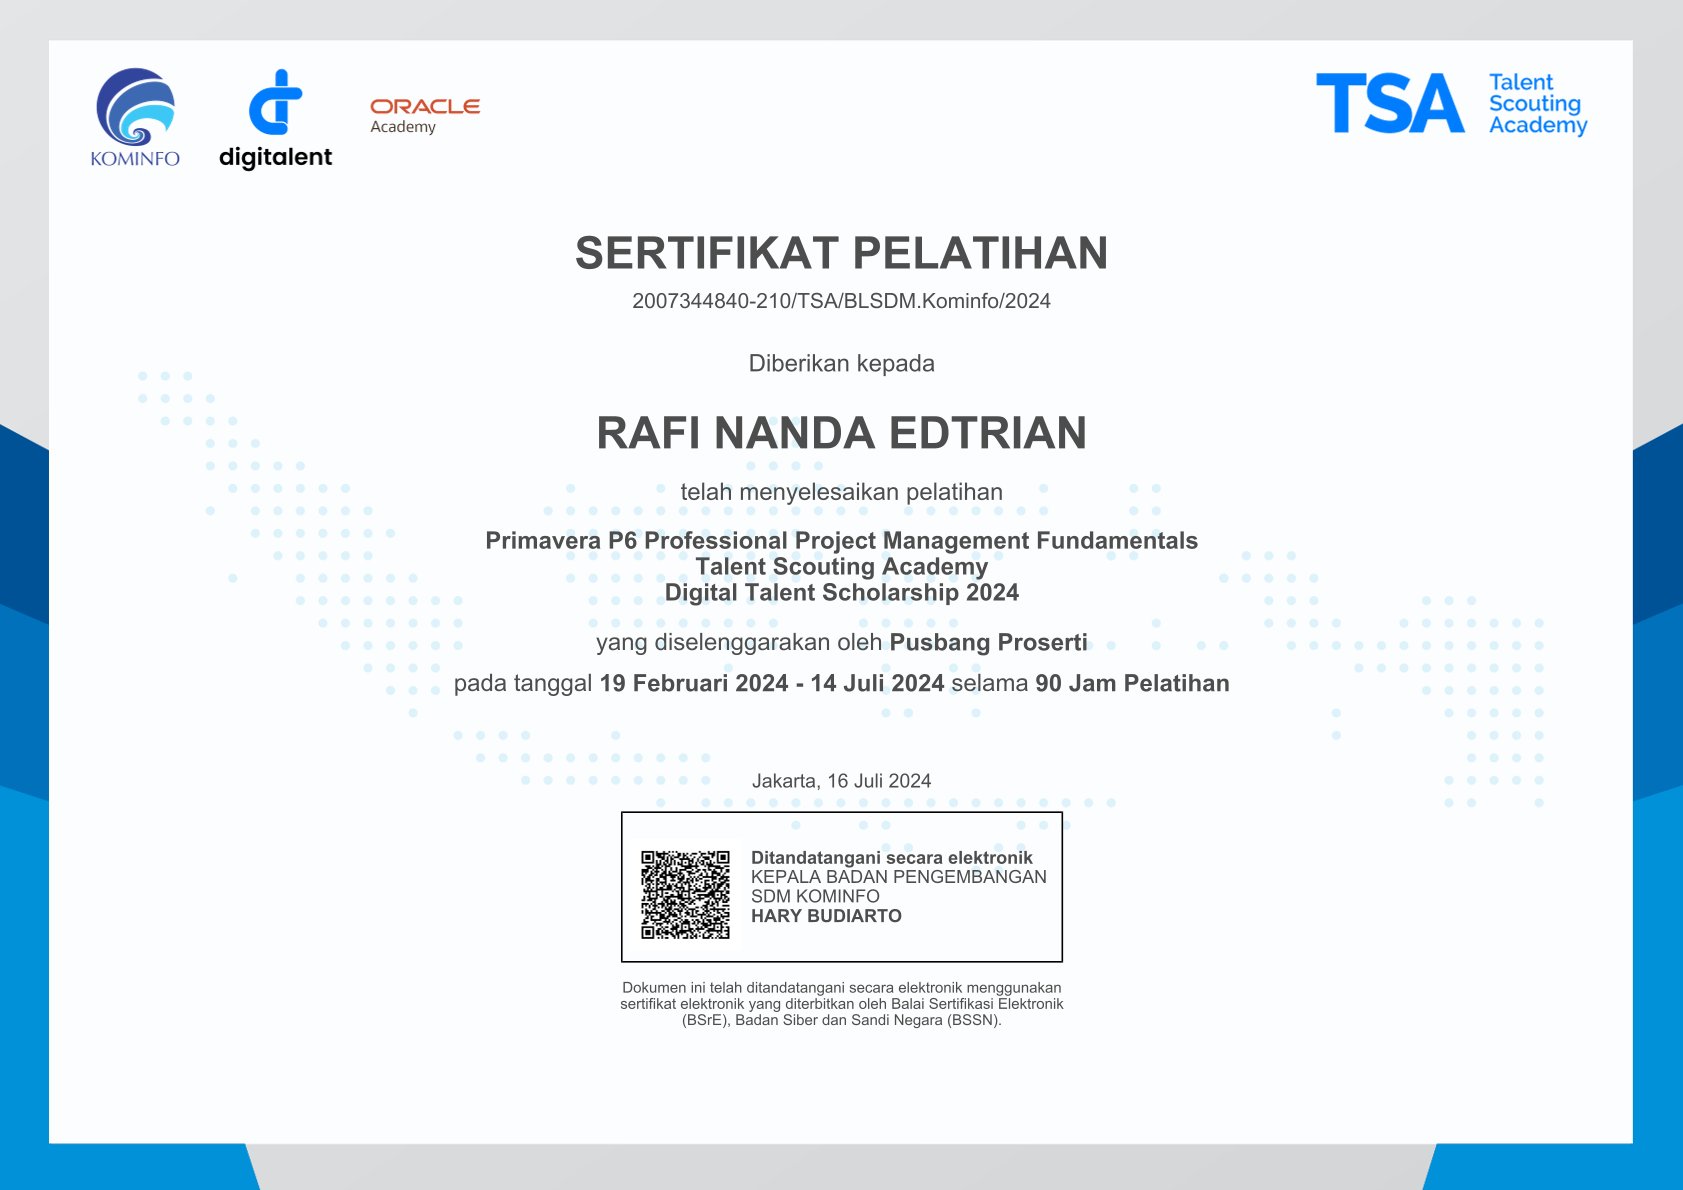 KOMINFO
digitalent
ORACLE
Academy
TSA
Talent
Scouting
Academy
SERTIFIKAT PELATIHAN
2007344840-210/TSA/BLSDM.Kominfo/2024
Diberikan kepada
RAFI NANDA EDTRIAN
telah menyelesaikan pelatihan
Primavera P6 Professional Project Management Fundamentals
Talent Scouting Academy
Digital Talent Scholarship 2024
yang diselenggarakan oleh Pusbang Proserti
pada tanggal 19 Februari 2024 - 14 Juli 2024 selama 90 Jam Pelatihan
Jakarta, 16 Juli 2024
Ditandatangani secara elektronik
KEPALA BADAN PENGEMBANGAN
SDM KOMINFO
HARY BUDIARTO
Dokumen ini telah ditandatangani secara elektronik menggunakan
sertifikat elektronik yang diterbitkan oleh Balai Sertifikasi Elektronik
(BSrE), Badan Siber dan Sandi Negara (BSSN).